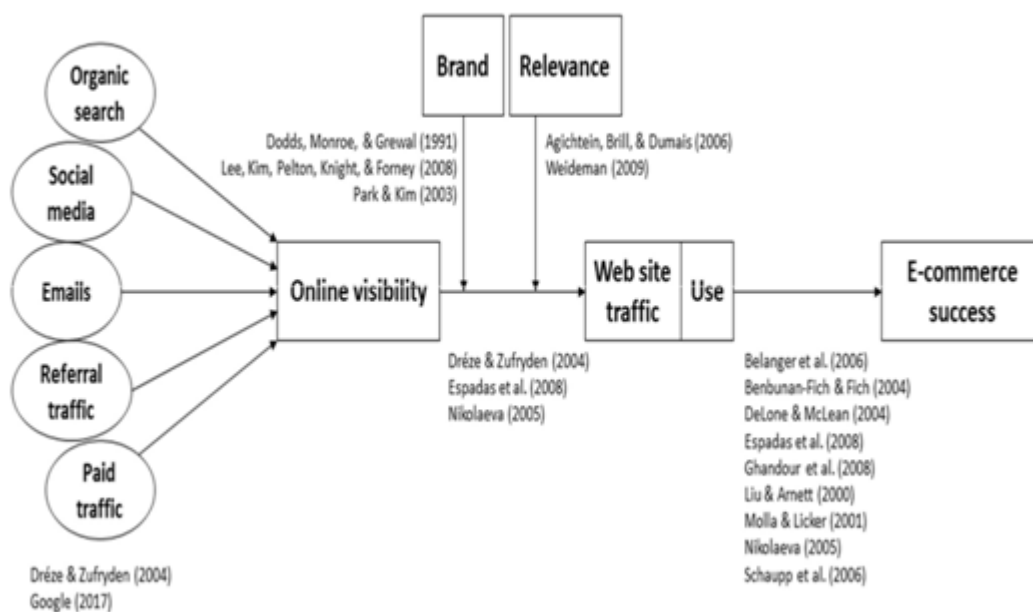 Organic
search
Social
media
Emails
Referral
traffic
Paid
traffic
Dréze & Zufryden (2004)
Google (2017)
Online visibility
Brand
Relevance
Dodds, Monroe, & Grewal (1991)
Lee, Kim, Pelton, Knight, & Forney (2008)
Park & Kim (2003)
Agichtein, Brill, & Dumais (2006)
Weideman (2009)
Dréze & Zufryden (2004)
Espadas et al. (2008)
Nikolaeva (2005)
Web site
traffic
Use
Belanger et al. (2006)
Benbunan-Fich & Fich (2004)
DeLone & McLean (2004)
Espadas et al. (2008)
Ghandour et al. (2008)
Liu & Arnett (2000)
Molla & Licker (2001)
Nikolaeva (2005)
Schaupp et al. (2006)
E-commerce
success